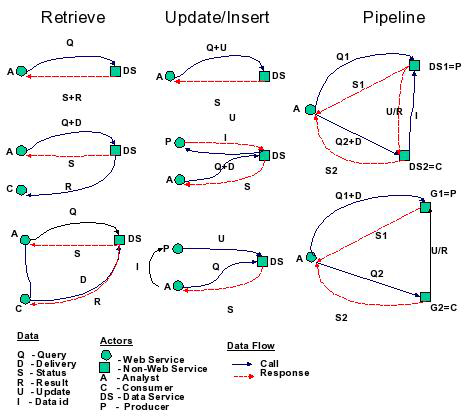 Retrieve Update/Insert Pipeline
Q
A DS
S+R
Q+D
A DS
S
C R
Q
A DS
S
D
R
C
Q+U
A DS
S
U
P I
DS
Q+D
A S
P U
DS
I Q
A
S
Q1
DS1=P
S1
A U/R I
Q2+D
S2 DS2=C
Q1+D G1=P
S1
U/R
A
Q2
S2 G2=C
Data
Q - Query
D - Delivery
S - Status
R - Result
U - Update
I - Data id
Actors
- Web Service
- Non-Web Service
A - Analyst
C - Consumer
DS - Data Service
P - Producer
Data Flow
Call
Response